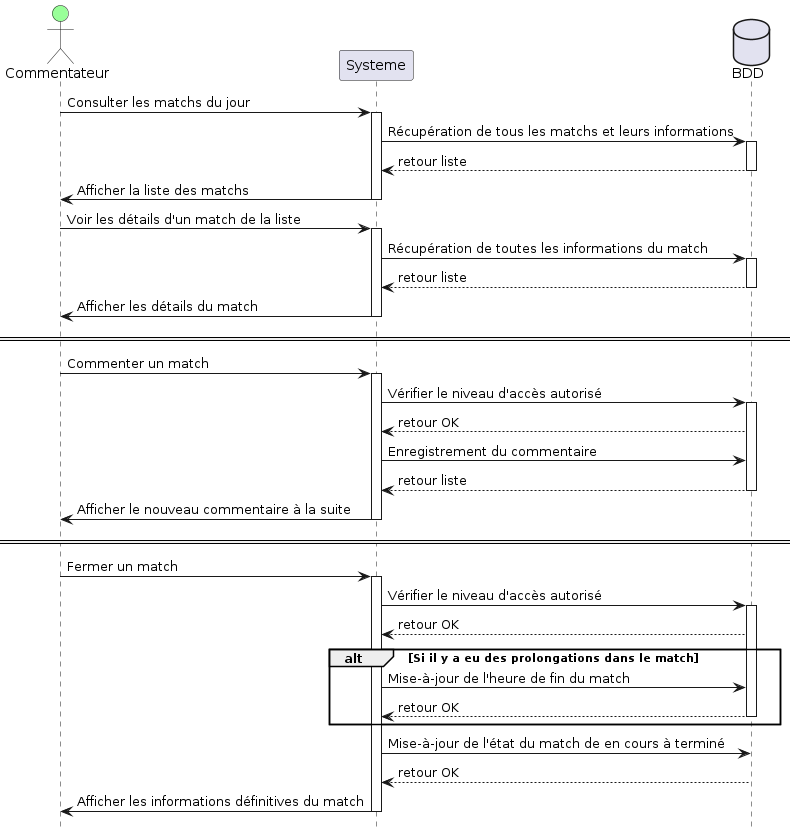 Commentateur
Systeme
BDD
Consulter les matchs du jour
Récupération de tous les matchs et leurs informations
retour liste
Afficher la liste des matchs
Voir les détails d'un match de la liste
Récupération de toutes les informations du match
retour liste
Afficher les détails du match
Commenter un match
Vérifier le niveau d'accès autorisé
retour OK
Enregistrement du commentaire
retour liste
Afficher le nouveau commentaire à la suite
Fermer un match
Vérifier le niveau d'accès autorisé
retour OK
alt [Si il y a eu des prolongations dans le match]
Mise-à-jour de l'heure de fin du match
retour OK
Mise-à-jour de l'état du match de en cours à terminé
retour OK
Afficher les informations définitives du match